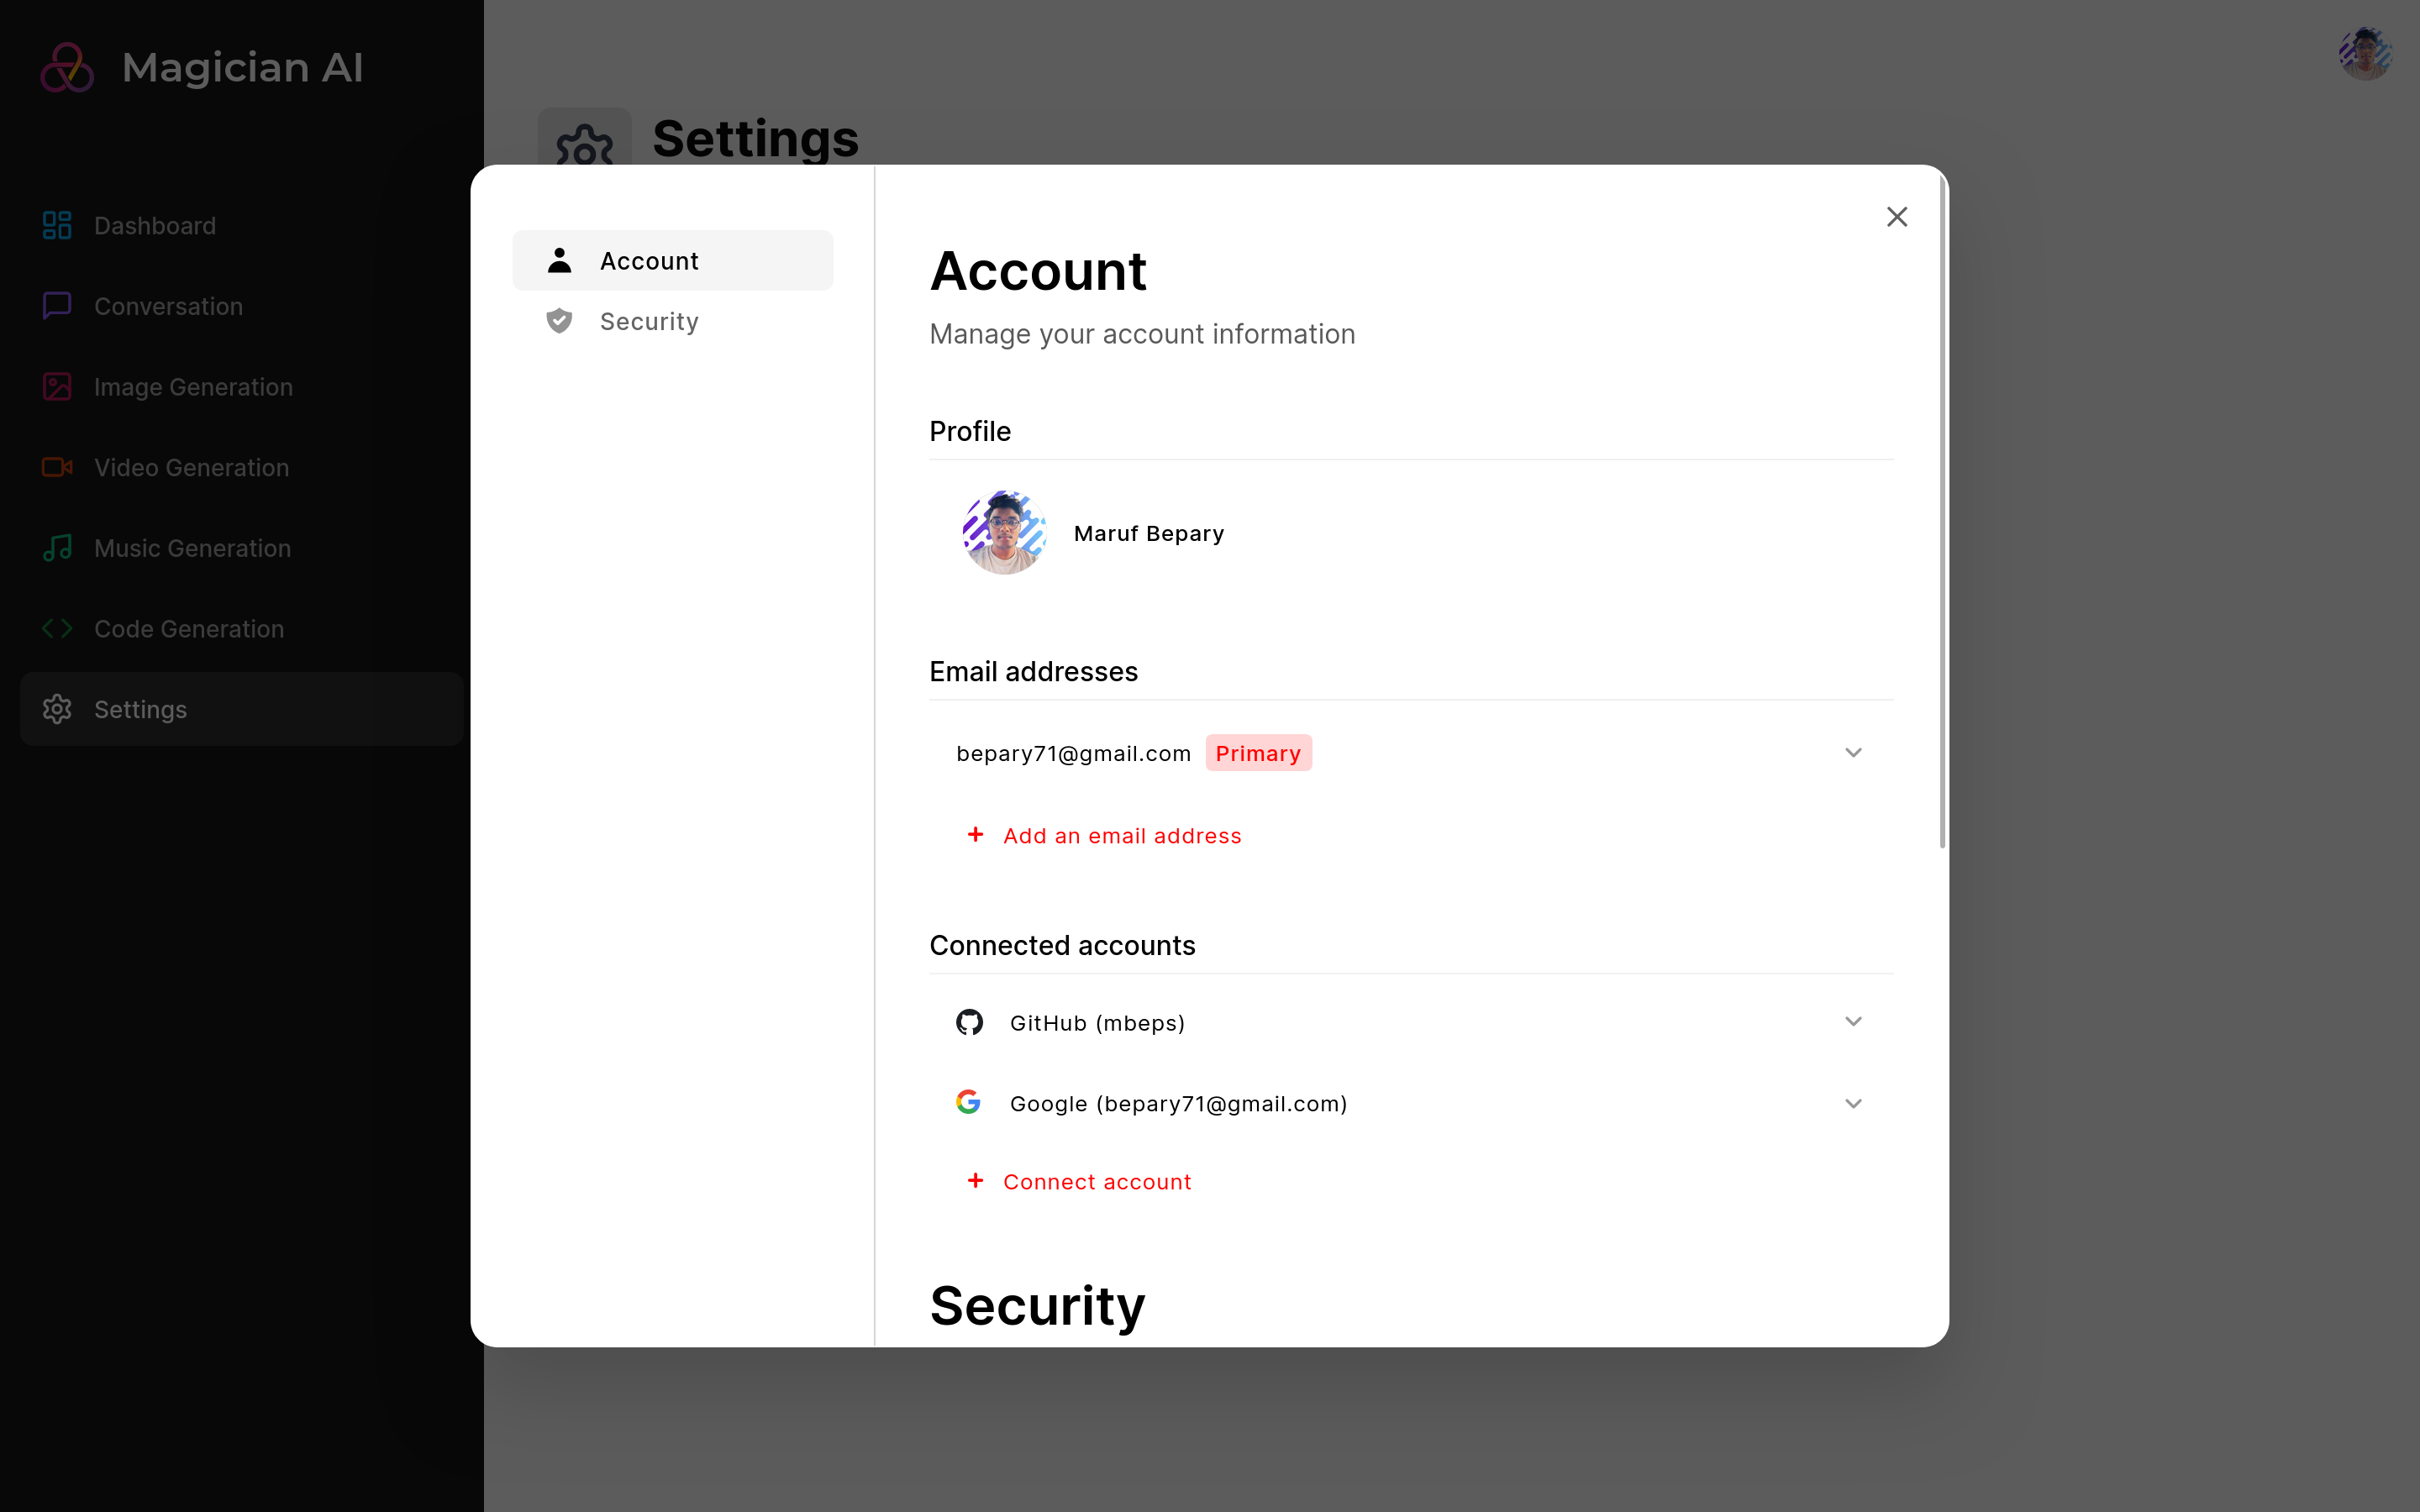 Magician AI
Dashboard
Conversation
Image Generation
Video Generation
Music Generation
Code Generation
Settings
Settings
Account
Security
Account
Manage your account information
Profile
Maruf Bepary
Email addresses
bepary71@gmail.com Primary
+ Add an email address
Connected accounts
GitHub (mbeps)
Google (bepary71@gmail.com)
+ Connect account
Security